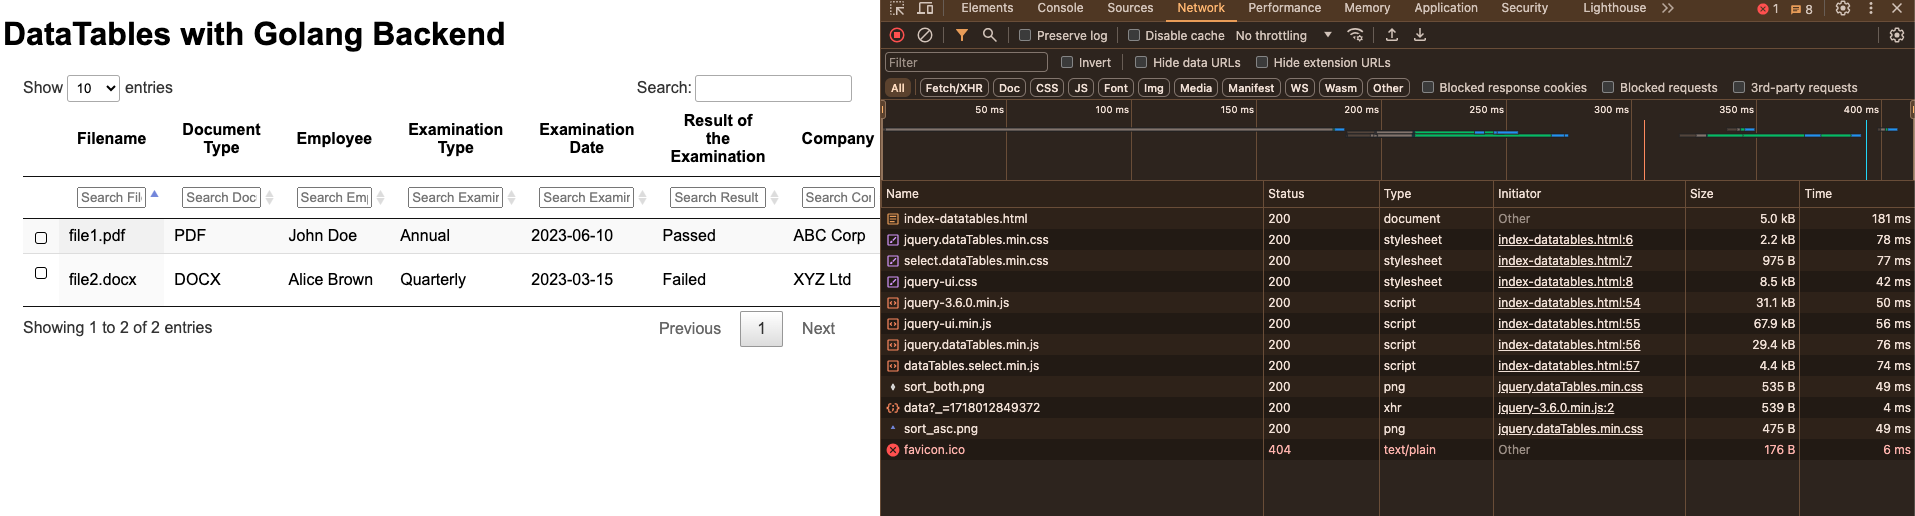 DataTables with Golang Backend
Show 10 entries
Search:
Filename Document Type Employee Examination Type Examination Date Result of the Examination Company
Search Fil Search Doc Search Em Search Examir Search Examir Search Result Search Cor
file1.pdf PDF John Doe Annual 2023-06-10 Passed ABC Corp
file2.docx DOCX Alice Brown Quarterly 2023-03-15 Failed XYZ Ltd
Showing 1 to 2 of 2 entries
Previous 1 Next
Elements Console Sources Network Performance Memory Application Security Lighthouse 1 8
Preserve log Disable cache No throttling
Filter Invert Hide data URLs Hide extension URLs
All Fetch/XHR Doc CSS JS Font Img Media Manifest WS Wasm Other Blocked response cookies Blocked requests 3rd-party requests
50 ms 100 ms 150 ms 200 ms 250 ms 300 ms 350 ms 400 ms
Name Status Type Initiator Size Time
index-datatables.html 200 document Other 5.0 kB 181 ms
jquery.dataTables.min.css 200 stylesheet index-datatables.html:6 2.2 kB 78 ms
select.dataTables.min.css 200 stylesheet index-datatables.html:7 975 B 77 ms
jquery-ui.css 200 stylesheet index-datatables.html:8 8.5 kB 42 ms
jquery-3.6.0.min.js 200 script index-datatables.html:54 31.1 kB 50 ms
jquery-ui.min.js 200 script index-datatables.html:55 67.9 kB 56 ms
jquery.dataTables.min.js 200 script index-datatables.html:56 29.4 kB 76 ms
dataTables.select.min.js 200 script index-datatables.html:57 4.4 kB 74 ms
sort_both.png 200 png jquery.dataTables.min.css 535 B 49 ms
data?_=1718012849372 200 xhr jquery-3.6.0.min.js:2 539 B 4 ms
sort_asc.png 200 png jquery.dataTables.min.css 475 B 49 ms
favicon.ico 404 text/plain Other 176 B 6 ms